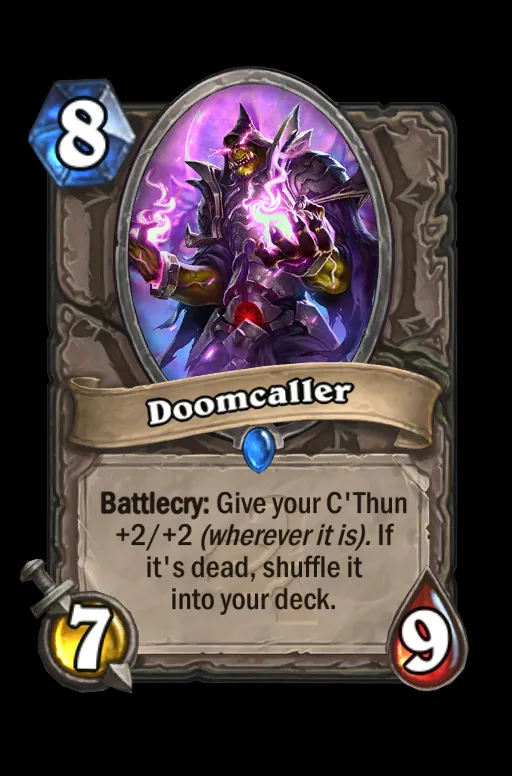 8
Doomcaller
Battlecry: Give your C'Thun
+2/+2 (wherever it is). If
it's dead, shuffle it
into your deck.
7
9